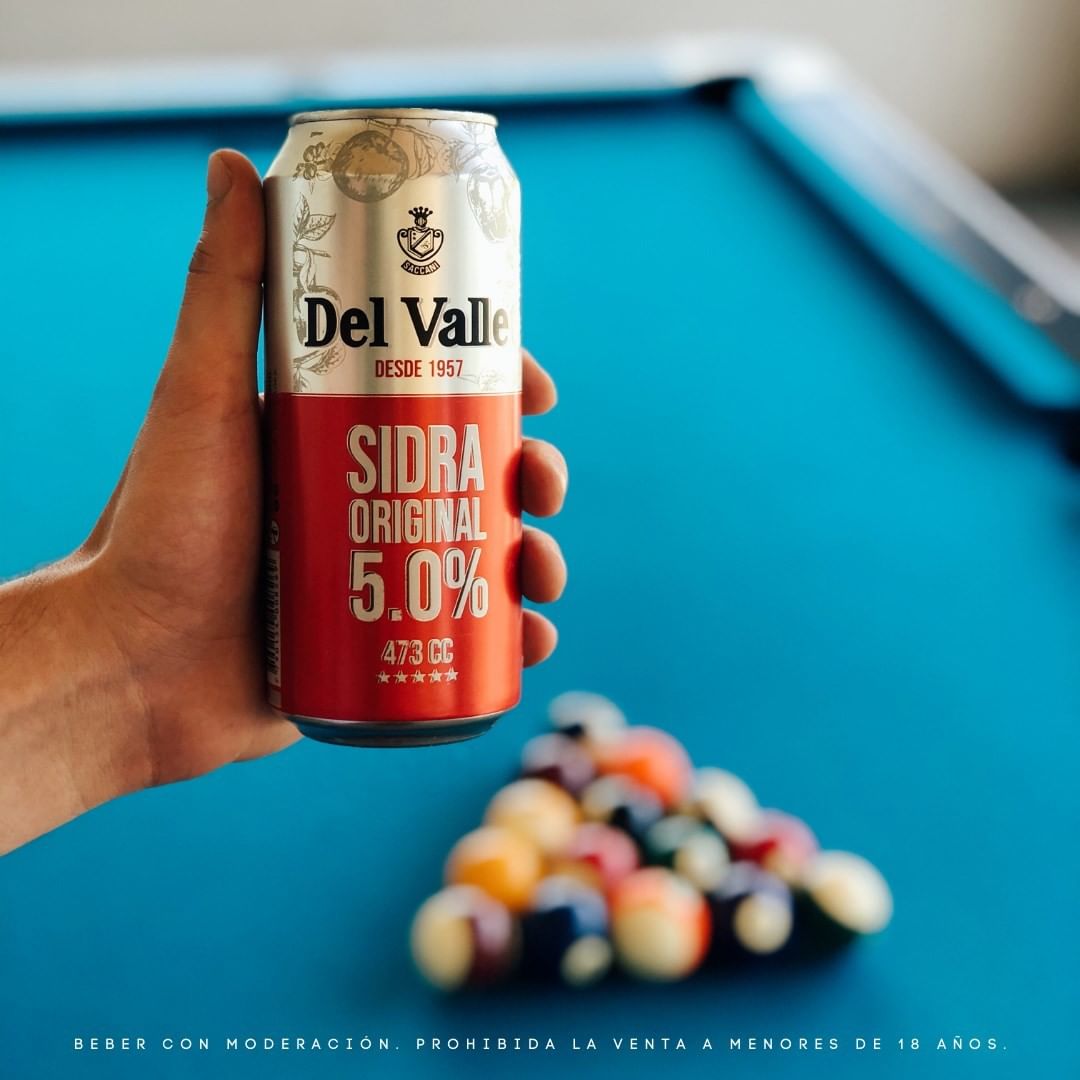 SACCANI
Del Valle
DESDE 1957
SIDRA
ORIGINAL
5.0%
473 CC
BEBER CON MODERACIÓN. PROHIBIDA LA VENTA A MENORES DE 18 AÑOS.